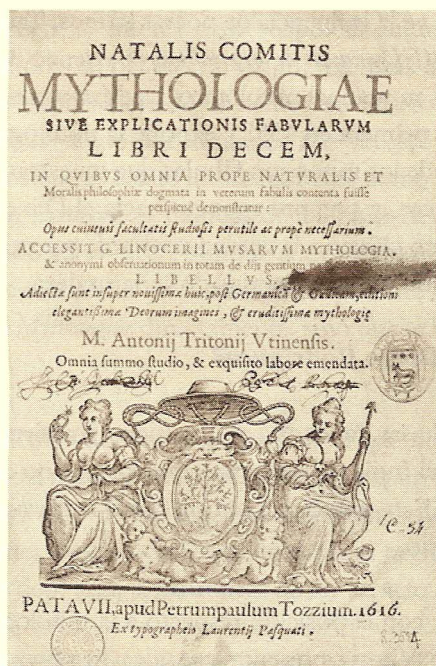 NATALIS COMITIS
MYTHOLOGIAE
SIVE EXPLICATIONIS FABVLARVM
LIBRI DECEM,
IN QVIBVS OMNIA PROPE NATVRALIS ET
Moralis philosophiæ dogmata in veterum fabulis contenta fuisse
perspicuè demonstratur:
Opus cuiusuis facultatis studiosis perutile ac propè necessarium.
ACCESSIT G. LINOCERII MVSARVM MYTHOLOGIA,
& anonymi obseruationum in totam de dijs gentium
LIBELLVS.
Adiectæ sunt insuper nouissimæ huic, post Germanicã & Gallicam, editioni
elegantissimæ Deorum imagines, & eruditissimæ mythologię
M. Antonij Tritonij Vtinensis.
Omnia summo studio, & exquisito labore emendata.
C-34
PATAVII, apud Petrumpaulum Tozzium. 1616.
Ex typographeio Laurentij Pasquati.